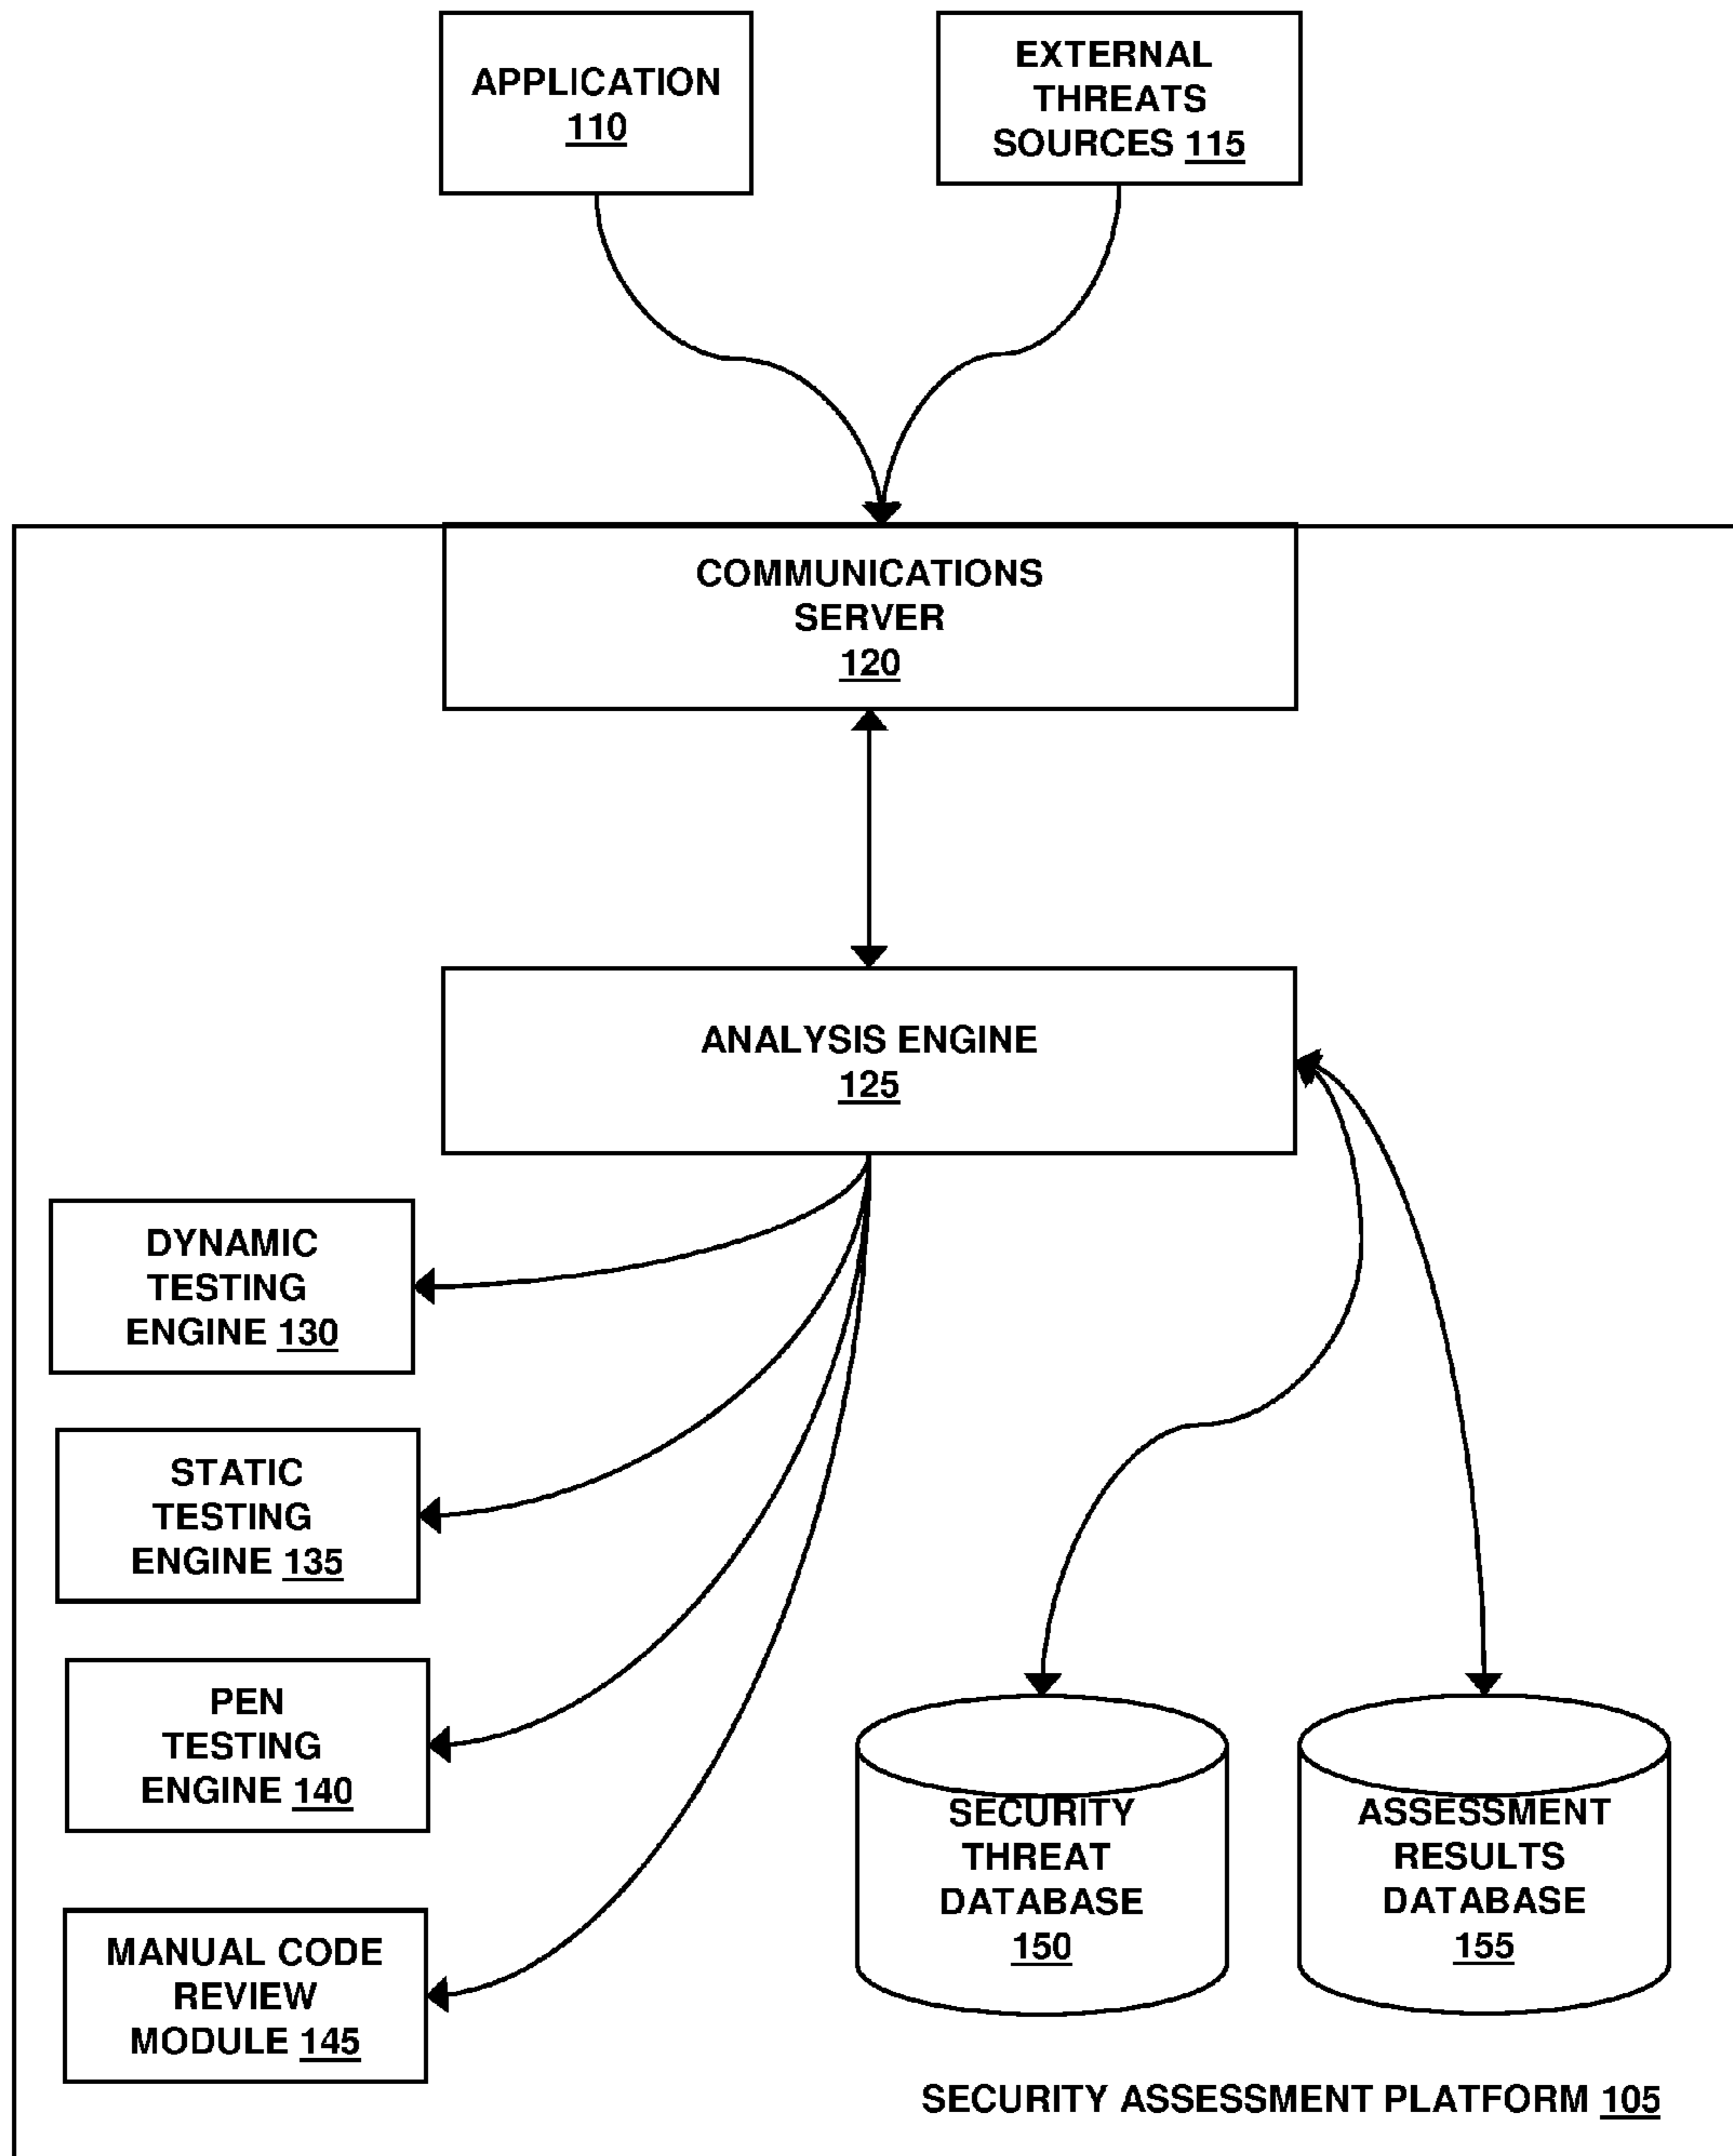 APPLICATION
110
EXTERNAL
THREATS
SOURCES 115
COMMUNICATIONS
SERVER
120
ANALYSIS ENGINE
125
DYNAMIC
TESTING
ENGINE 130
STATIC
TESTING
ENGINE 135
PEN
TESTING
ENGINE 140
MANUAL CODE
REVIEW
MODULE 145
SECURITY
THREAT
DATABASE
150
ASSESSMENT
RESULTS
DATABASE
155
SECURITY ASSESSMENT PLATFORM 105